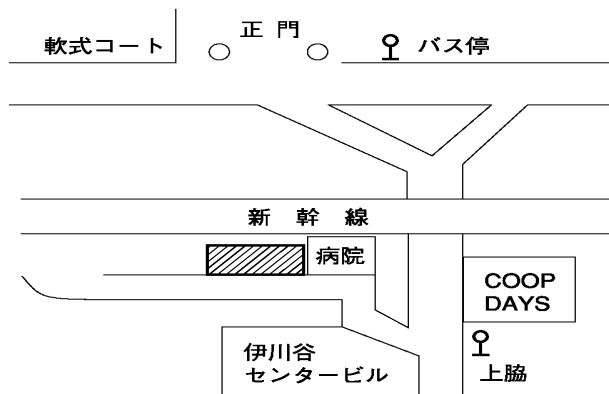 正門
軟式コート
バス停
新幹線
病院
COOP
DAYS
伊川谷
センタービル
上脇